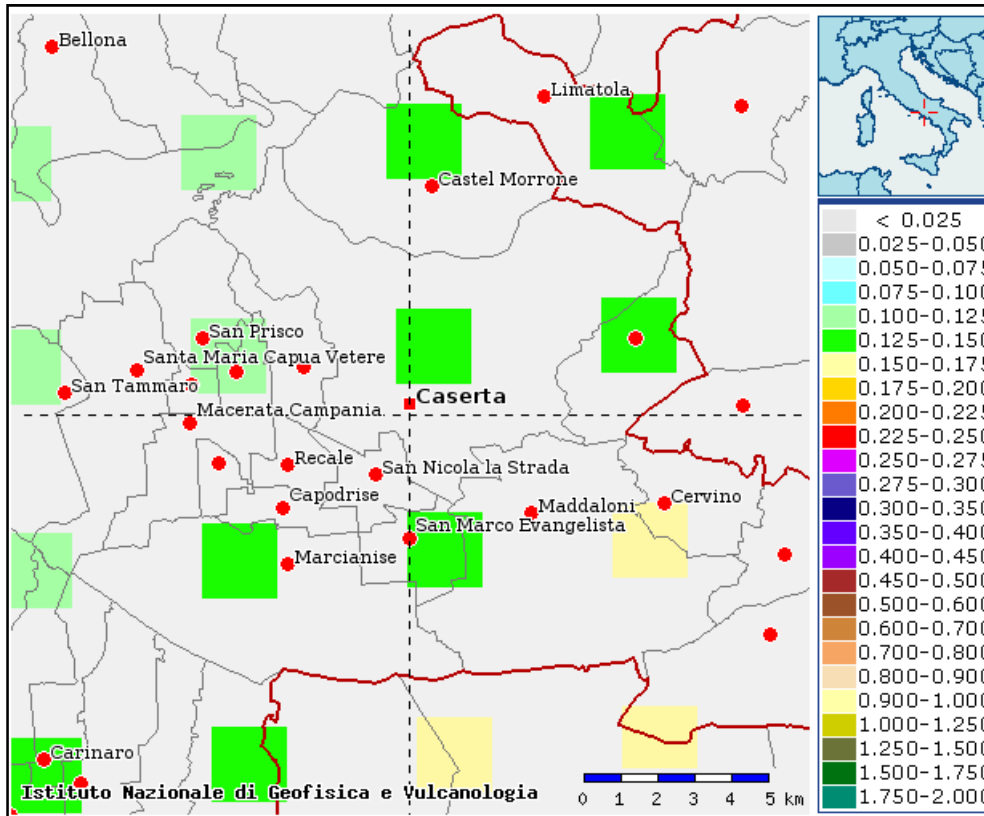 Bellona
Limatola
Castel Morrone
San Prisco
Santa Maria Capua Vetere
San Tammaro
Caserta
Macerata Campania.
Recale
San Nicola la Strada
Capodrise
Maddaloni
Cervino
San Marco Evangelista
Marcianise
Carinaro
Istituto Nazionale di Geofisica e Vulcanologia
0 1 2 3 4 5 km
< 0.025
0.025-0.050
0.050-0.075
0.075-0.100
0.100-0.125
0.125-0.150
0.150-0.175
0.175-0.200
0.200-0.225
0.225-0.250
0.250-0.275
0.275-0.300
0.300-0.350
0.350-0.400
0.400-0.450
0.450-0.500
0.500-0.600
0.600-0.700
0.700-0.800
0.800-0.900
0.900-1.000
1.000-1.250
1.250-1.500
1.500-1.750
1.750-2.000